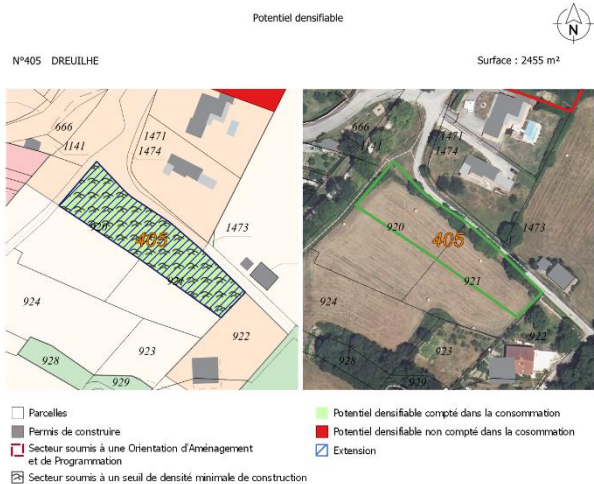 Potentiel densifiable
N
N°405 DREUILHE
Surface : 2455 m²
666
1141
1471
1474
1473
920
405
921
924
922
923
928
929
666
1141
1471
1474
1473
920
405
921
924
922
923
928
929
Parcelles
Permis de construire
Secteur soumis à une Orientation d'Aménagement
et de Programmation
Secteur soumis à un seuil de densité minimale de construction
Potentiel densifiable compté dans la consommation
Potentiel densifiable non compté dans la cosommation
Extension